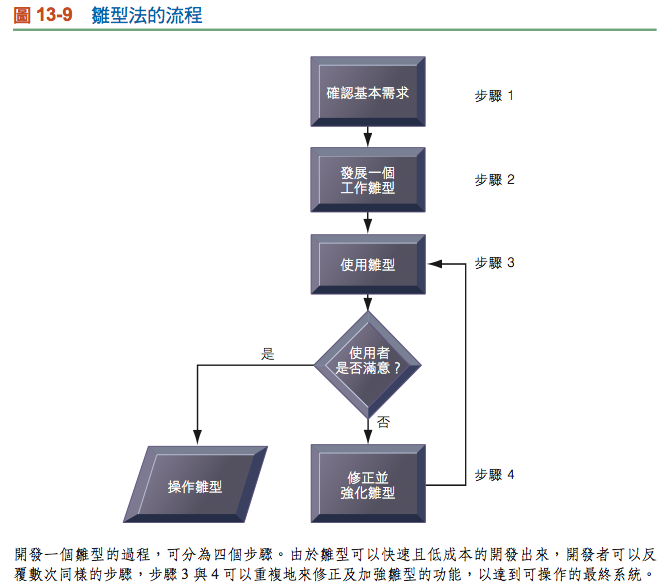 圖 13-9 雛型法的流程
確認基本需求
步驟 1
發展一個
工作雛型
步驟 2
使用雛型
步驟 3
使用者
是否滿意？
是
否
操作雛型
修正並
強化雛型
步驟 4
開發一個雛型的過程，可分為四個步驟。由於雛型可以快速且低成本的開發出來，開發者可以反
覆數次同樣的步驟，步驟 3 與 4 可以重複地來修正及加強雛型的功能，以達到可操作的最終系統。